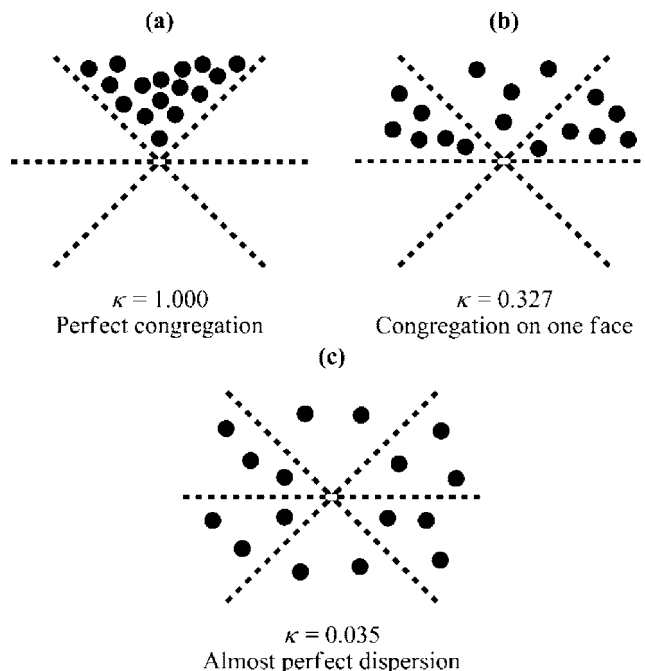 (a)
(b)
κ = 1.000
Perfect congregation
κ = 0.327
Congregation on one face
(c)
κ = 0.035
Almost perfect dispersion